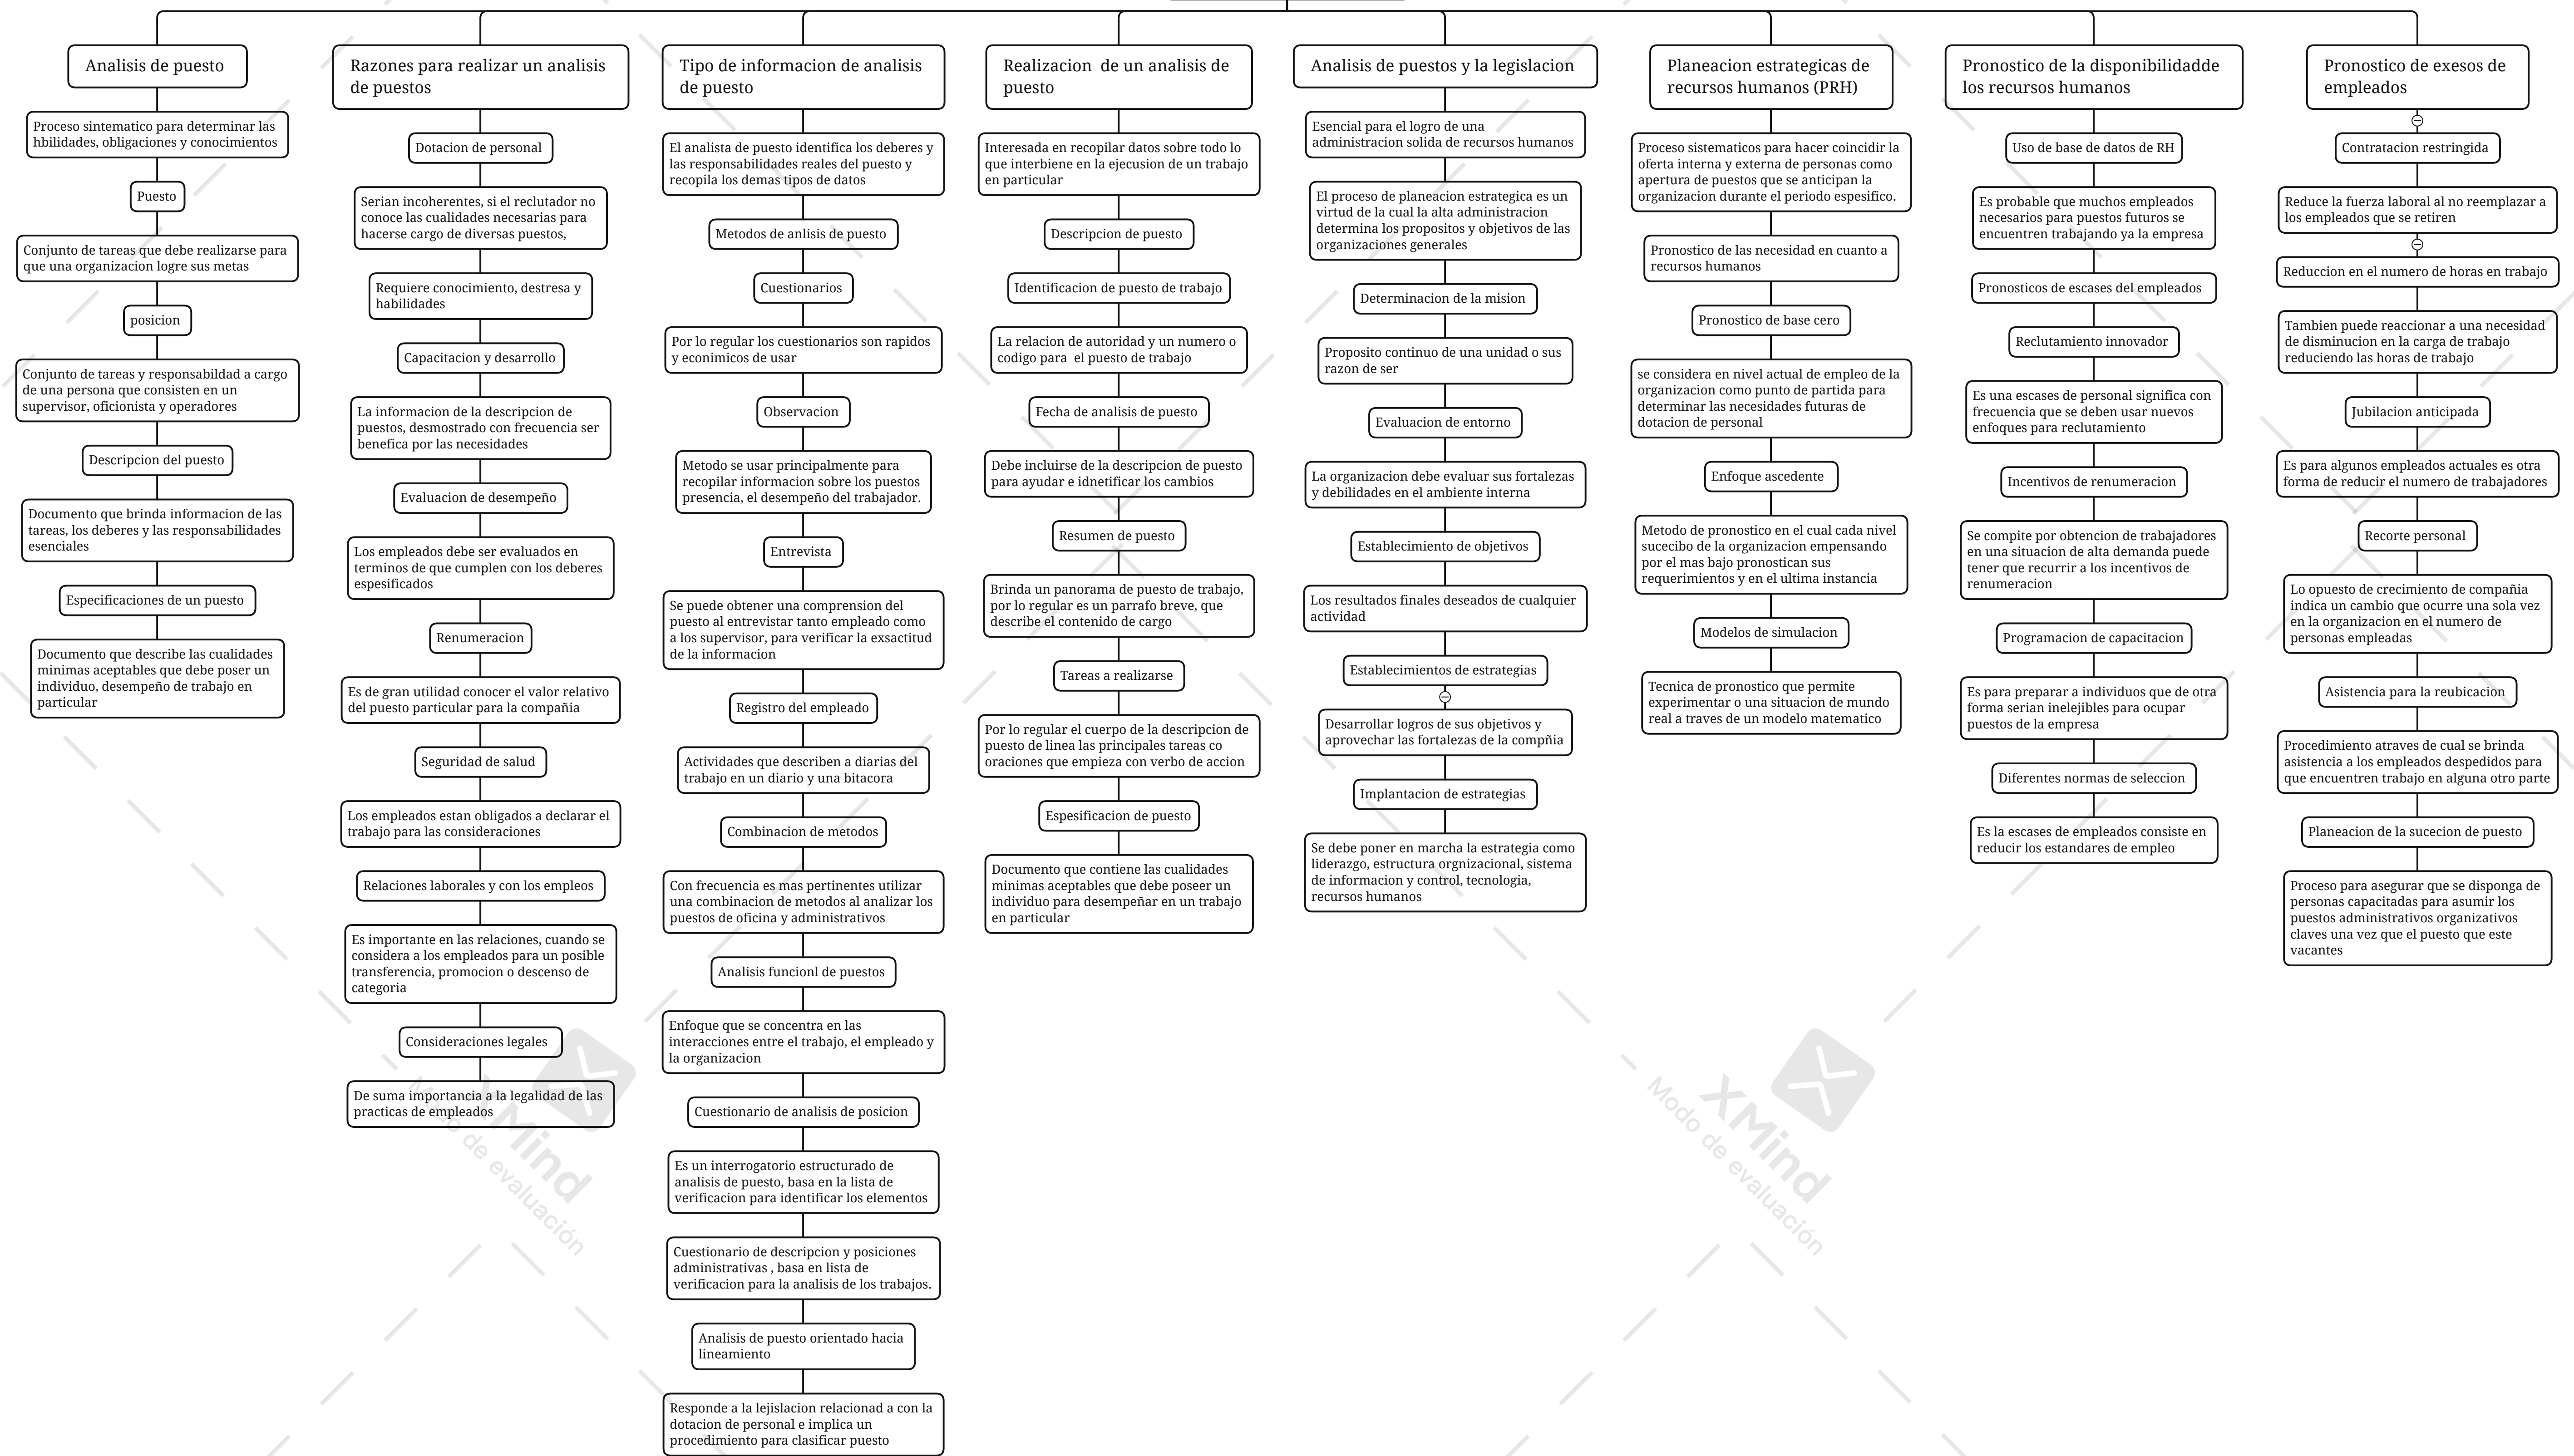 Analisis de puesto
Proceso sintematico para determinar las
hbilidades, obligaciones y conocimientos
Puesto
Conjunto de tareas que debe realizarse para
que una organizacion logre sus metas
posicion
Conjunto de tareas y responsabildad a cargo
de una persona que consisten en un
supervisor, oficionista y operadores
Descripcion del puesto
Documento que brinda informacion de las
tareas, los deberes y las responsabilidades
esenciales
Especificaciones de un puesto
Documento que describe las cualidades
minimas aceptables que debe poser un
individuo, desempeño de trabajo en
particular
Razones para realizar un analisis
de puestos
Dotacion de personal
Serian incoherentes, si el reclutador no
conoce las cualidades necesarias para
hacerse cargo de diversas puestos,
Requiere conocimiento, destresa y
habilidades
Capacitacion y desarrollo
La informacion de la descripcion de
puestos, desmostrado con frecuencia ser
benefica por las necesidades
Evaluacion de desempeño
Los empleados debe ser evaluados en
terminos de que cumplen con los deberes
espesificados
Renumeracion
Es de gran utilidad conocer el valor relativo
del puesto particular para la compañia
Seguridad de salud
Los empleados estan obligados a declarar el
trabajo para las consideraciones
Relaciones laborales y con los empleos
Es importante en las relaciones, cuando se
considera a los empleados para un posible
transferencia, promocion o descenso de
categoria
Consideraciones legales
De suma importancia a la legalidad de las
practicas de empleados
Tipo de informacion de analisis
de puesto
El analista de puesto identifica los deberes y
las responsabilidades reales del puesto y
recopila los demas tipos de datos
Metodos de anlisis de puesto
Cuestionarios
Por lo regular los cuestionarios son rapidos
y econimicos de usar
Observacion
Metodo se usar principalmente para
recopilar informacion sobre los puestos
presencia, el desempeño del trabajador.
Entrevista
Se puede obtener una comprension del
puesto al entrevistar tanto empleado como
a los supervisor, para verificar la exsactitud
de la informacion
Registro del empleado
Actividades que describen a diarias del
trabajo en un diario y una bitacora
Combinacion de metodos
Con frecuencia es mas pertinentes utilizar
una combinacion de metodos al analizar los
puestos de oficina y administrativos
Analisis funcionl de puestos
Enfoque que se concentra en las
interacciones entre el trabajo, el empleado y
la organizacion
Cuestionario de analisis de posicion
Es un interrogatorio estructurado de
analisis de puesto, basa en la lista de
verificacion para identificar los elementos
Cuestionario de descripcion y posiciones
administrativas , basa en lista de
verificacion para la analisis de los trabajos.
Analisis de puesto orientado hacia
lineamiento
Responde a la lejislacion relacionad a con la
dotacion de personal e implica un
procedimiento para clasificar puesto
Realizacion  de un analisis de
puesto
Interesada en recopilar datos sobre todo lo
que interbiene en la ejecusion de un trabajo
en particular
Descripcion de puesto
Identificacion de puesto de trabajo
La relacion de autoridad y un numero o
codigo para  el puesto de trabajo
Fecha de analisis de puesto
Debe incluirse de la descripcion de puesto
para ayudar e idnetificar los cambios
Resumen de puesto
Brinda un panorama de puesto de trabajo,
por lo regular es un parrafo breve, que
describe el contenido de cargo
Tareas a realizarse
Por lo regular el cuerpo de la descripcion de
puesto de linea las principales tareas co
oraciones que empieza con verbo de accion
Espesificacion de puesto
Documento que contiene las cualidades
minimas aceptables que debe poseer un
individuo para desempeñar en un trabajo
en particular
Analisis de puestos y la legislacion
Esencial para el logro de una
administracion solida de recursos humanos
El proceso de planeacion estrategica es un
virtud de la cual la alta administracion
determina los propositos y objetivos de las
organizaciones generales
Determinacion de la mision
Proposito continuo de una unidad o sus
razon de ser
Evaluacion de entorno
La organizacion debe evaluar sus fortalezas
y debilidades en el ambiente interna
Establecimiento de objetivos
Los resultados finales deseados de cualquier
actividad
Establecimientos de estrategias
Desarrollar logros de sus objetivos y
aprovechar las fortalezas de la compñia
Implantacion de estrategias
Se debe poner en marcha la estrategia como
liderazgo, estructura orgnizacional, sistema
de informacion y control, tecnologia,
recursos humanos
Planeacion estrategicas de
recursos humanos (PRH)
Proceso sistematicos para hacer coincidir la
oferta interna y externa de personas como
apertura de puestos que se anticipan la
organizacion durante el periodo espesifico.
Pronostico de las necesidad en cuanto a
recursos humanos
Pronostico de base cero
se considera en nivel actual de empleo de la
organizacion como punto de partida para
determinar las necesidades futuras de
dotacion de personal
Enfoque ascedente
Metodo de pronostico en el cual cada nivel
sucecibo de la organizacion empensando
por el mas bajo pronostican sus
requerimientos y en el ultima instancia
Modelos de simulacion
Tecnica de pronostico que permite
experimentar o una situacion de mundo
real a traves de un modelo matematico
Pronostico de la disponibilidadde
los recursos humanos
Uso de base de datos de RH
Es probable que muchos empleados
necesarios para puestos futuros se
encuentren trabajando ya la empresa
Pronosticos de escases del empleados
Reclutamiento innovador
Es una escases de personal significa con
frecuencia que se deben usar nuevos
enfoques para reclutamiento
Incentivos de renumeracion
Se compite por obtencion de trabajadores
en una situacion de alta demanda puede
tener que recurrir a los incentivos de
renumeracion
Programacion de capacitacion
Es para preparar a individuos que de otra
forma serian inelejibles para ocupar
puestos de la empresa
Diferentes normas de seleccion
Es la escases de empleados consiste en
reducir los estandares de empleo
Pronostico de exesos de
empleados
Contratacion restringida
Reduce la fuerza laboral al no reemplazar a
los empleados que se retiren
Reduccion en el numero de horas en trabajo
Tambien puede reaccionar a una necesidad
de disminucion en la carga de trabajo
reduciendo las horas de trabajo
Jubilacion anticipada
Es para algunos empleados actuales es otra
forma de reducir el numero de trabajadores
Recorte personal
Lo opuesto de crecimiento de compañia
indica un cambio que ocurre una sola vez
en la organizacion en el numero de
personas empleadas
Asistencia para la reubicacion
Procedimiento atraves de cual se brinda
asistencia a los empleados despedidos para
que encuentren trabajo en alguna otro parte
Planeacion de la sucecion de puesto
Proceso para asegurar que se disponga de
personas capacitadas para asumir los
puestos administrativos organizativos
claves una vez que el puesto que este
vacantes
XMind
Modo de evaluación
XMind
Modo de evaluación